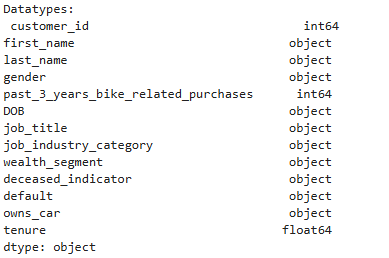 Datatypes:
customer_id int64
first_name object
last_name object
gender object
past_3_years_bike_related_purchases int64
DOB object
job_title object
job_industry_category object
wealth_segment object
deceased_indicator object
default object
owns_car object
tenure float64
dtype: object